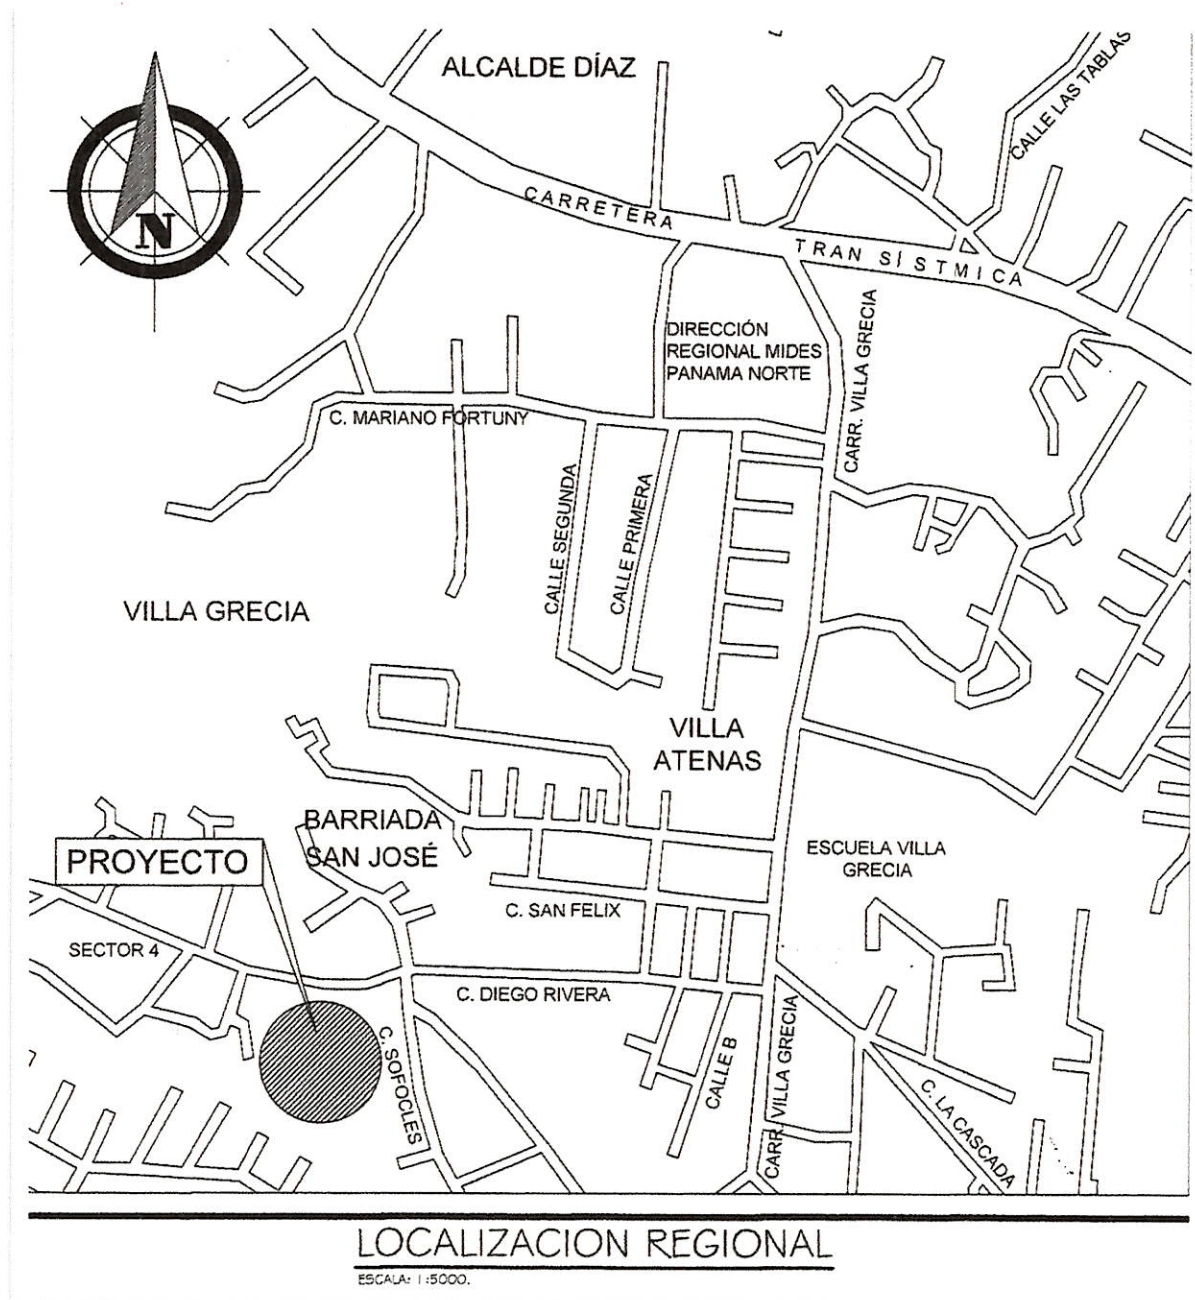 ALCALDE DÍAZ
CALLE LAS TABLAS
N
CARRETERA
TRAN SÍSTMICA
DIRECCIÓN
REGIONAL MIDES
PANAMA NORTE
CARR. VILLA GRECIA
C. MARIANO FORTUNY
CALLE SEGUNDA
CALLE PRIMERA
VILLA GRECIA
VILLA
ATENAS
BARRIADA
SAN JOSÉ
PROYECTO
ESCUELA VILLA
GRECIA
C. SAN FELIX
SECTOR 4
C. DIEGO RIVERA
C. SOFOCLES
CALLE B
CARR. VILLA GRECIA
C. LA CASCADA
LOCALIZACION REGIONAL
ESCALA: 1:5000.